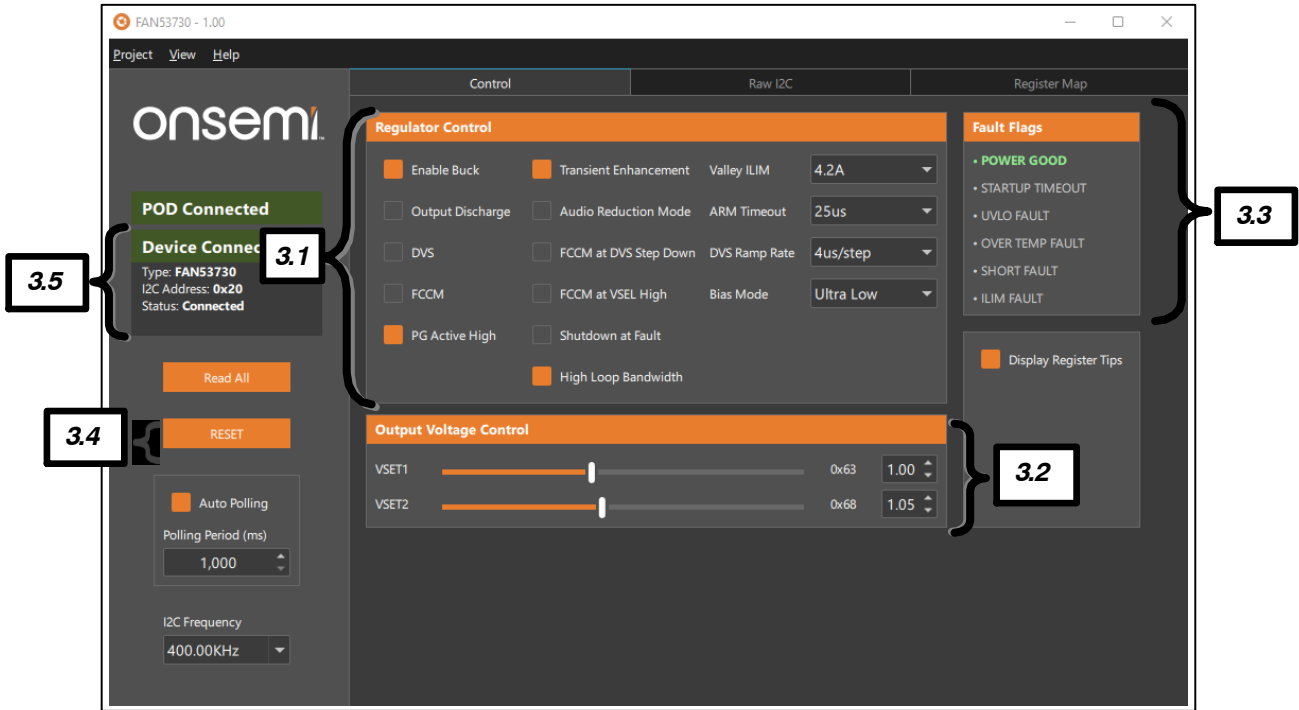 FAN53730 - 1.00
Project View Help
Control Raw I2C Register Map
onsemi
POD Connected
Device Connec
Type: FAN53730
I2C Address: 0x20
Status: Connected
3.5
3.1
Read All
3.4
RESET
Auto Polling
Polling Period (ms)
1,000
I2C Frequency
400.00KHz
Regulator Control
Enable Buck Transient Enhancement Valley ILIM 4.2A
Output Discharge Audio Reduction Mode ARM Timeout 25us
DVS FCCM at DVS Step Down DVS Ramp Rate 4us/step
FCCM FCCM at VSEL High Bias Mode Ultra Low
PG Active High Shutdown at Fault
High Loop Bandwidth
Output Voltage Control
VSET1 0x63 1.00
VSET2 0x68 1.05
3.2
Fault Flags
• POWER GOOD
• STARTUP TIMEOUT
• UVLO FAULT
• OVER TEMP FAULT
• SHORT FAULT
• ILIM FAULT
3.3
Display Register Tips